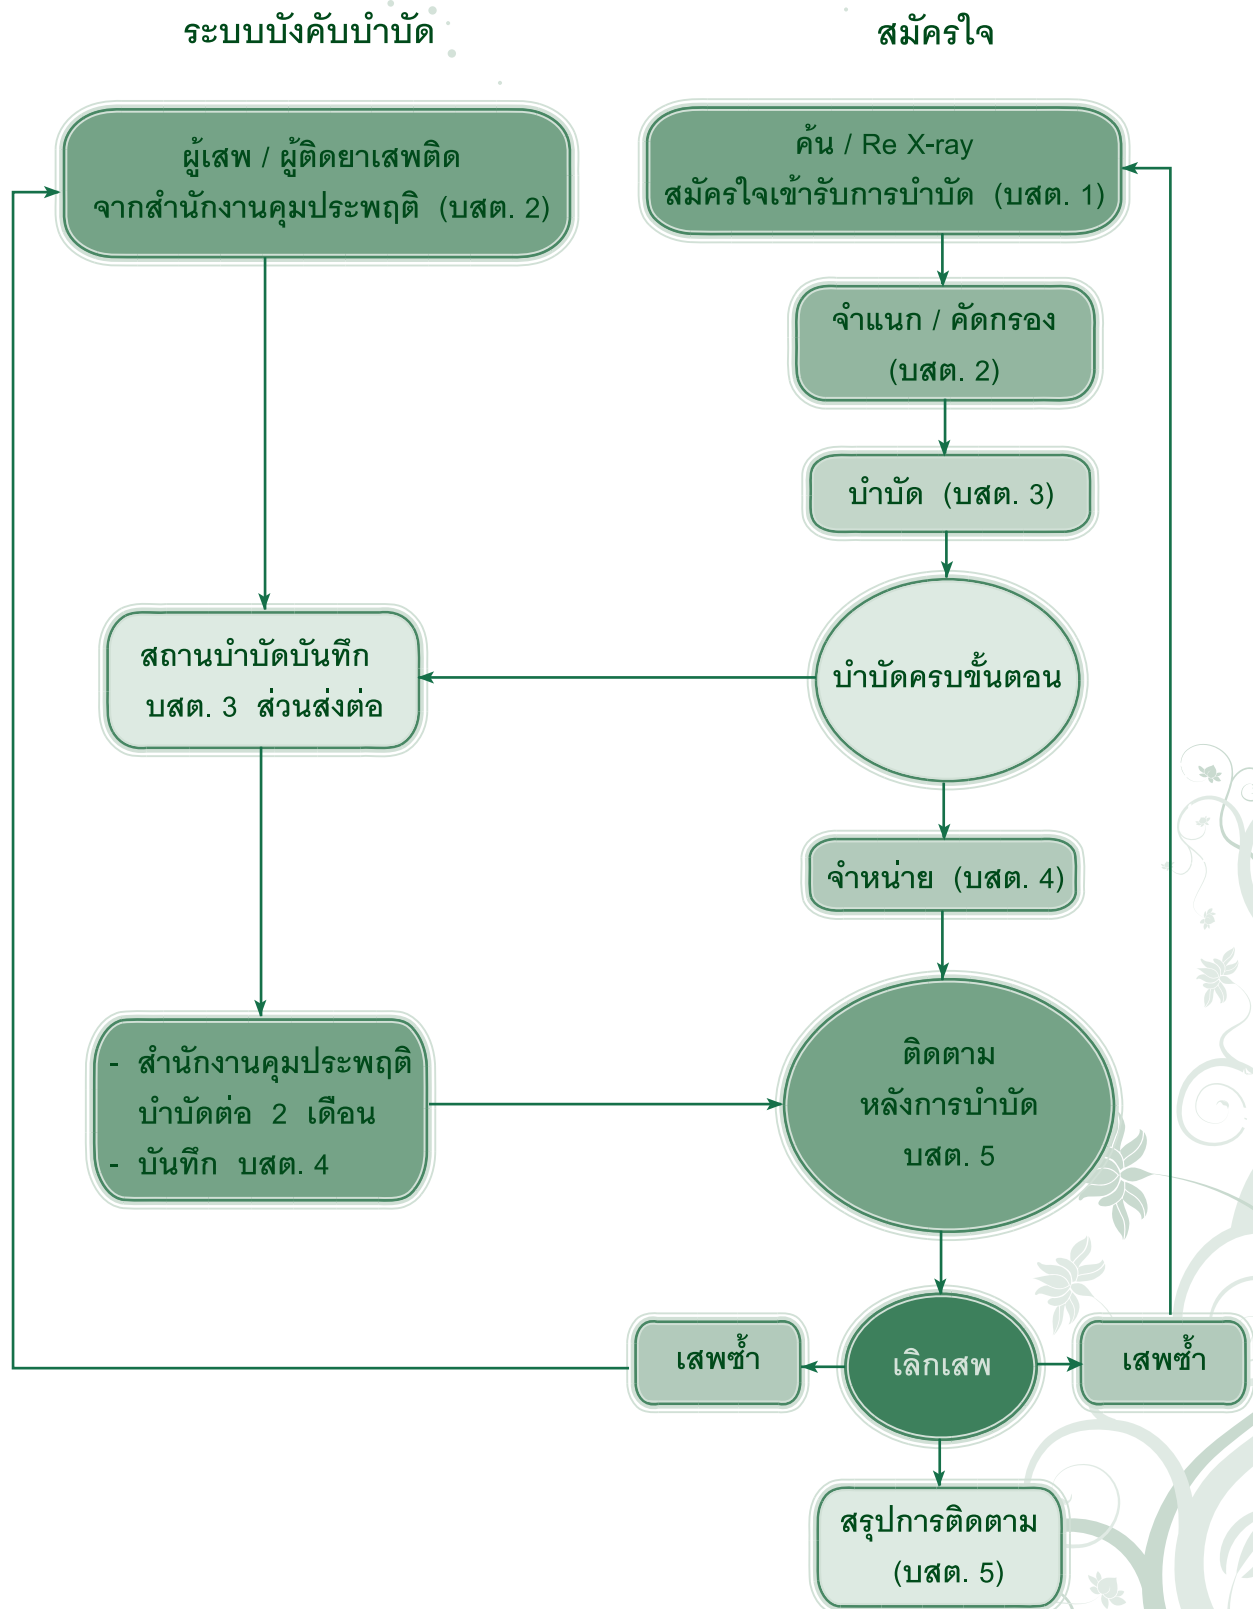 ระบบบังคับบำบัด
สมัครใจ
ผู้เสพ / ผู้ติดยาเสพติด
จากสำนักงานคุมประพฤติ (บสต. 2)
ค้น / Re X-ray
สมัครใจเข้ารับการบำบัด (บสต. 1)
จำแนก / คัดกรอง
(บสต. 2)
บำบัด (บสต. 3)
สถานบำบัดบันทึก
บสต. 3 ส่วนส่งต่อ
บำบัดครบขั้นตอน
จำหน่าย (บสต. 4)
- สำนักงานคุมประพฤติ
บำบัดต่อ 2 เดือน
- บันทึก บสต. 4
ติดตาม
หลังการบำบัด
บสต. 5
เสพซ้ำ
เลิกเสพ
เสพซ้ำ
สรุปการติดตาม
(บสต. 5)